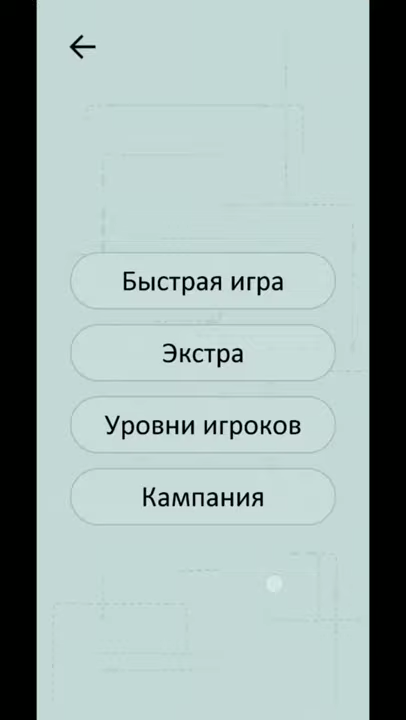 Быстрая игра
Экстра
Уровни игроков
Кампания